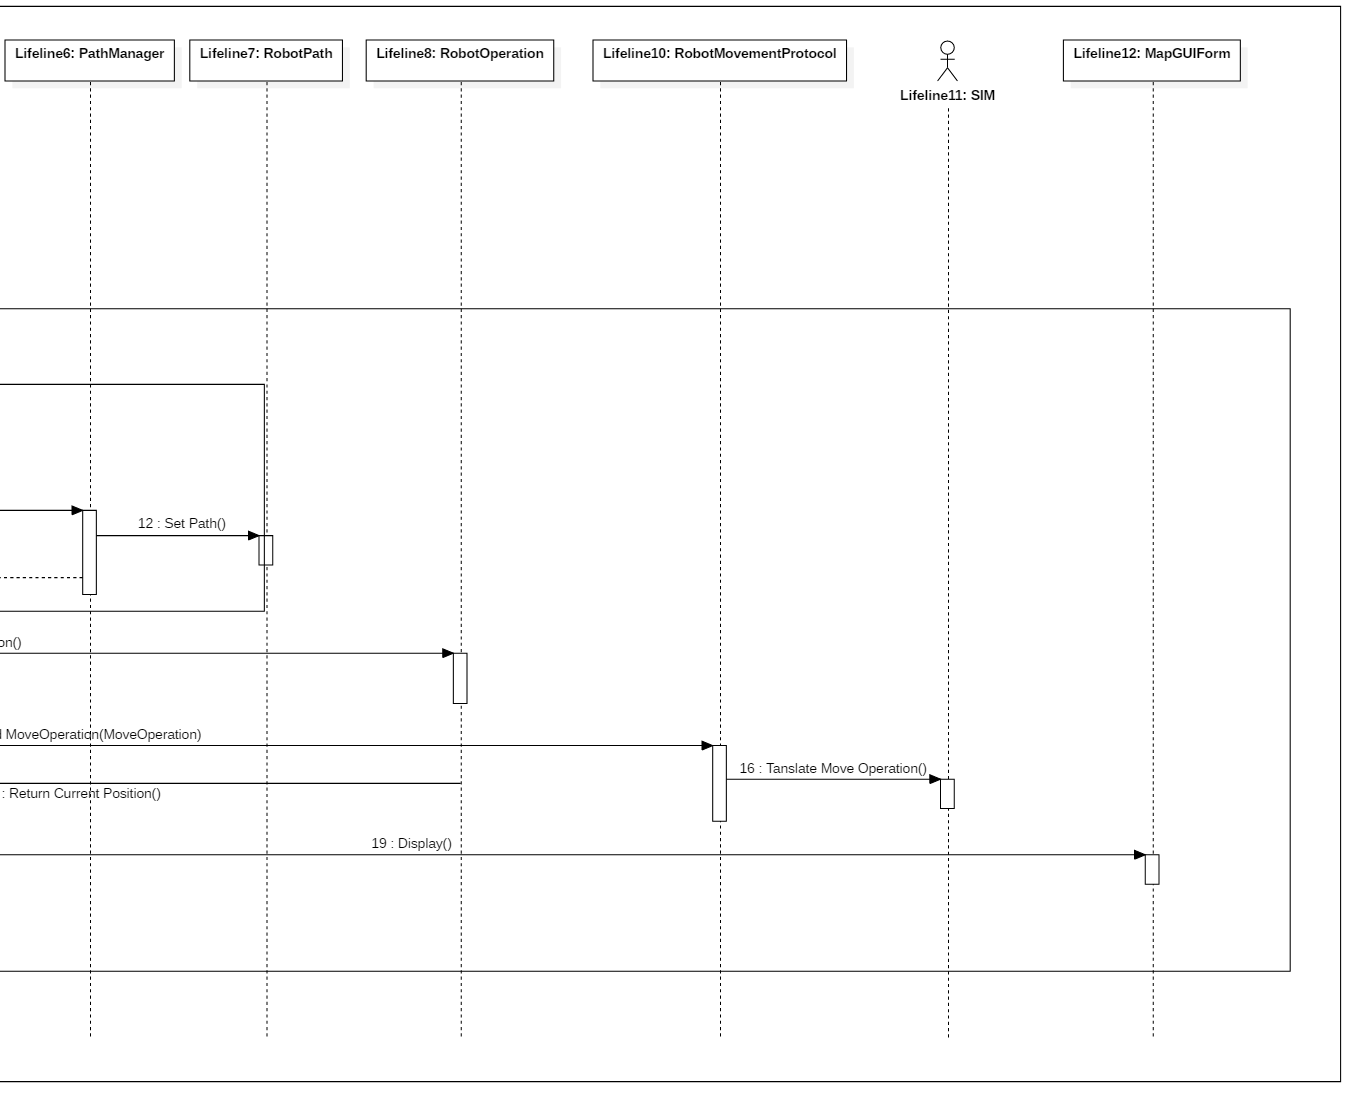 Lifeline6: PathManager
Lifeline7: RobotPath
Lifeline8: RobotOperation
Lifeline10: RobotMovementProtocol
Lifeline11: SIM
Lifeline12: MapGUIForm
12 : Set Path()
on()
MoveOperation(MoveOperation)
16 : Tanslate Move Operation()
: Return Current Position()
19 : Display()